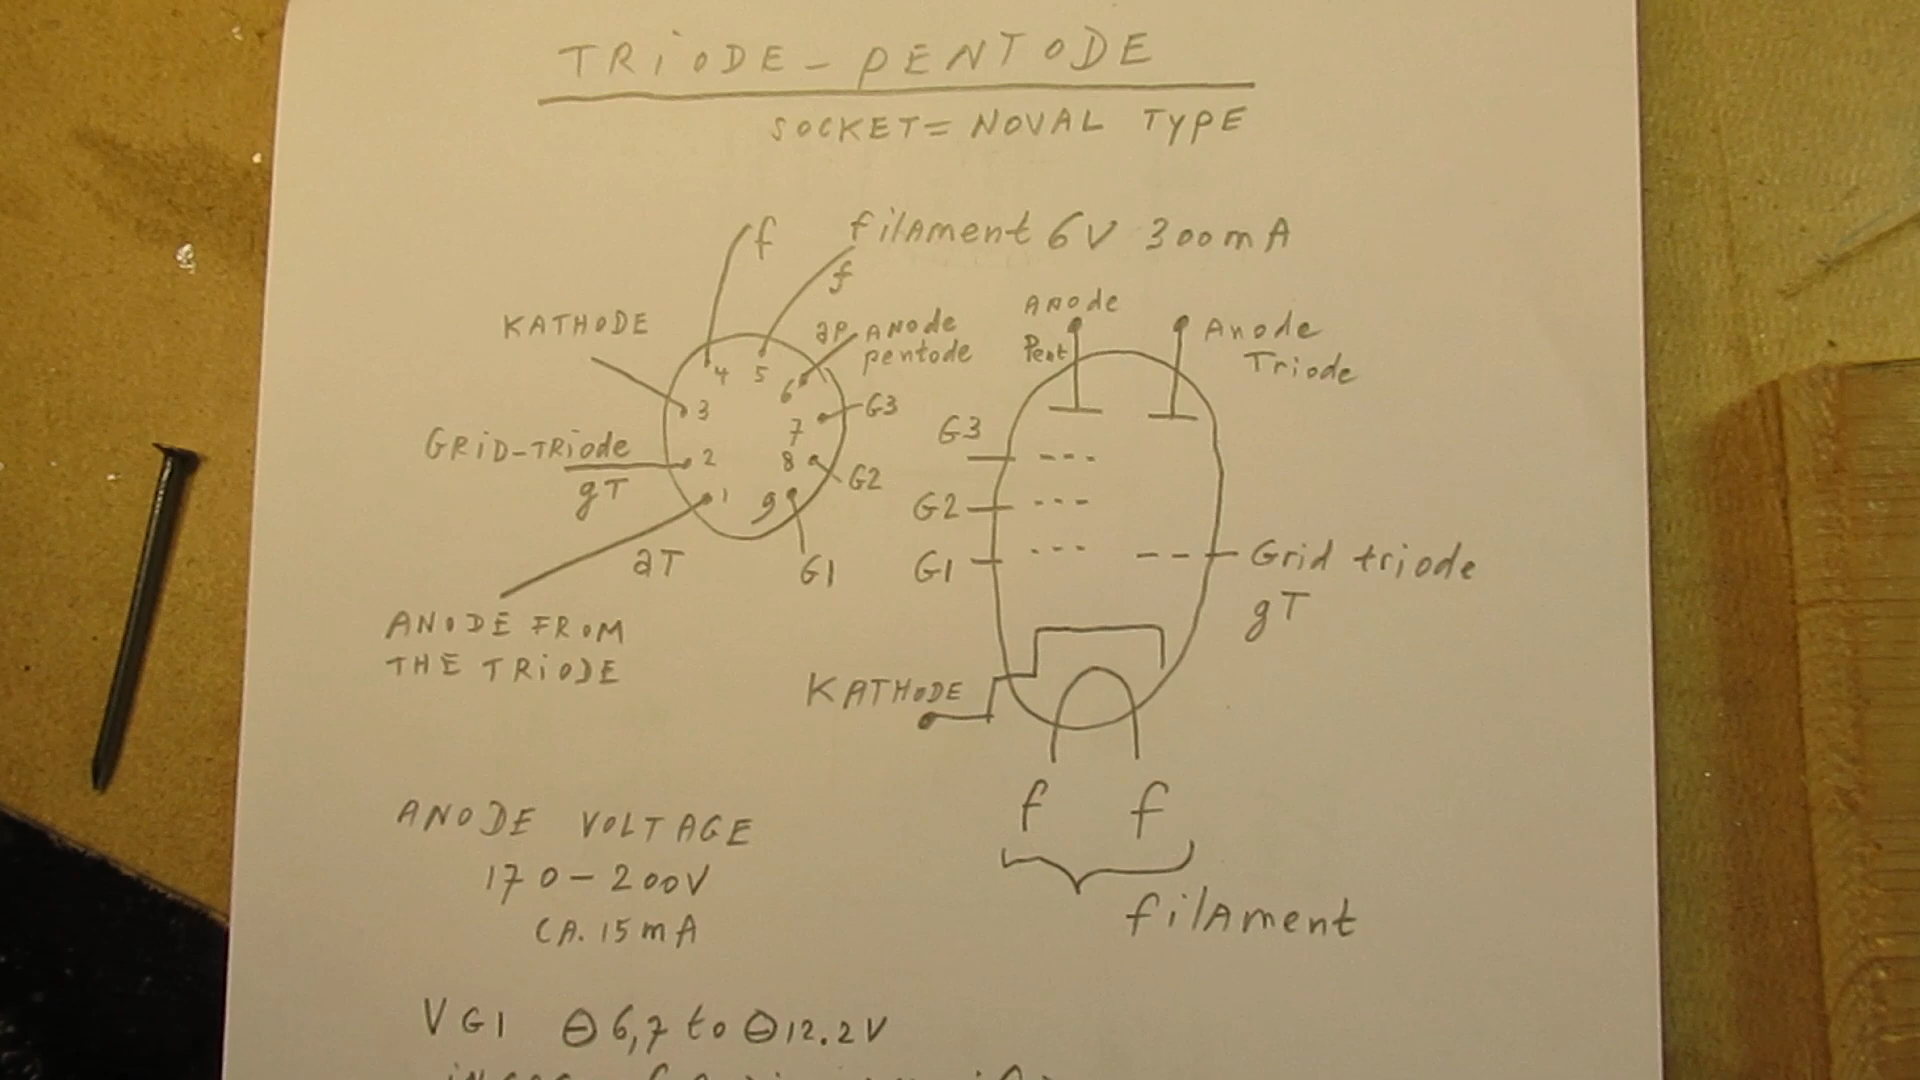 TRiODE - PENTODE
SOCKET = NOVAL TYPE
f
filAment 6V 300mA
f
KATHODE
aP ANode
pentode
4 5
6
3
7
G3
GRiD-TRiode
gT
2
8
G2
1
9
aT
G1
ANODE FROM
THE TRiODE
Anode
Pent
Anode
Triode
G3
G2
G1
Grid triode
gT
KATHODE
f f
filAment
ANODE VOLTAGE
170 - 200V
CA. 15mA
VG1 ⊖ 6,7 to ⊖ 12.2V